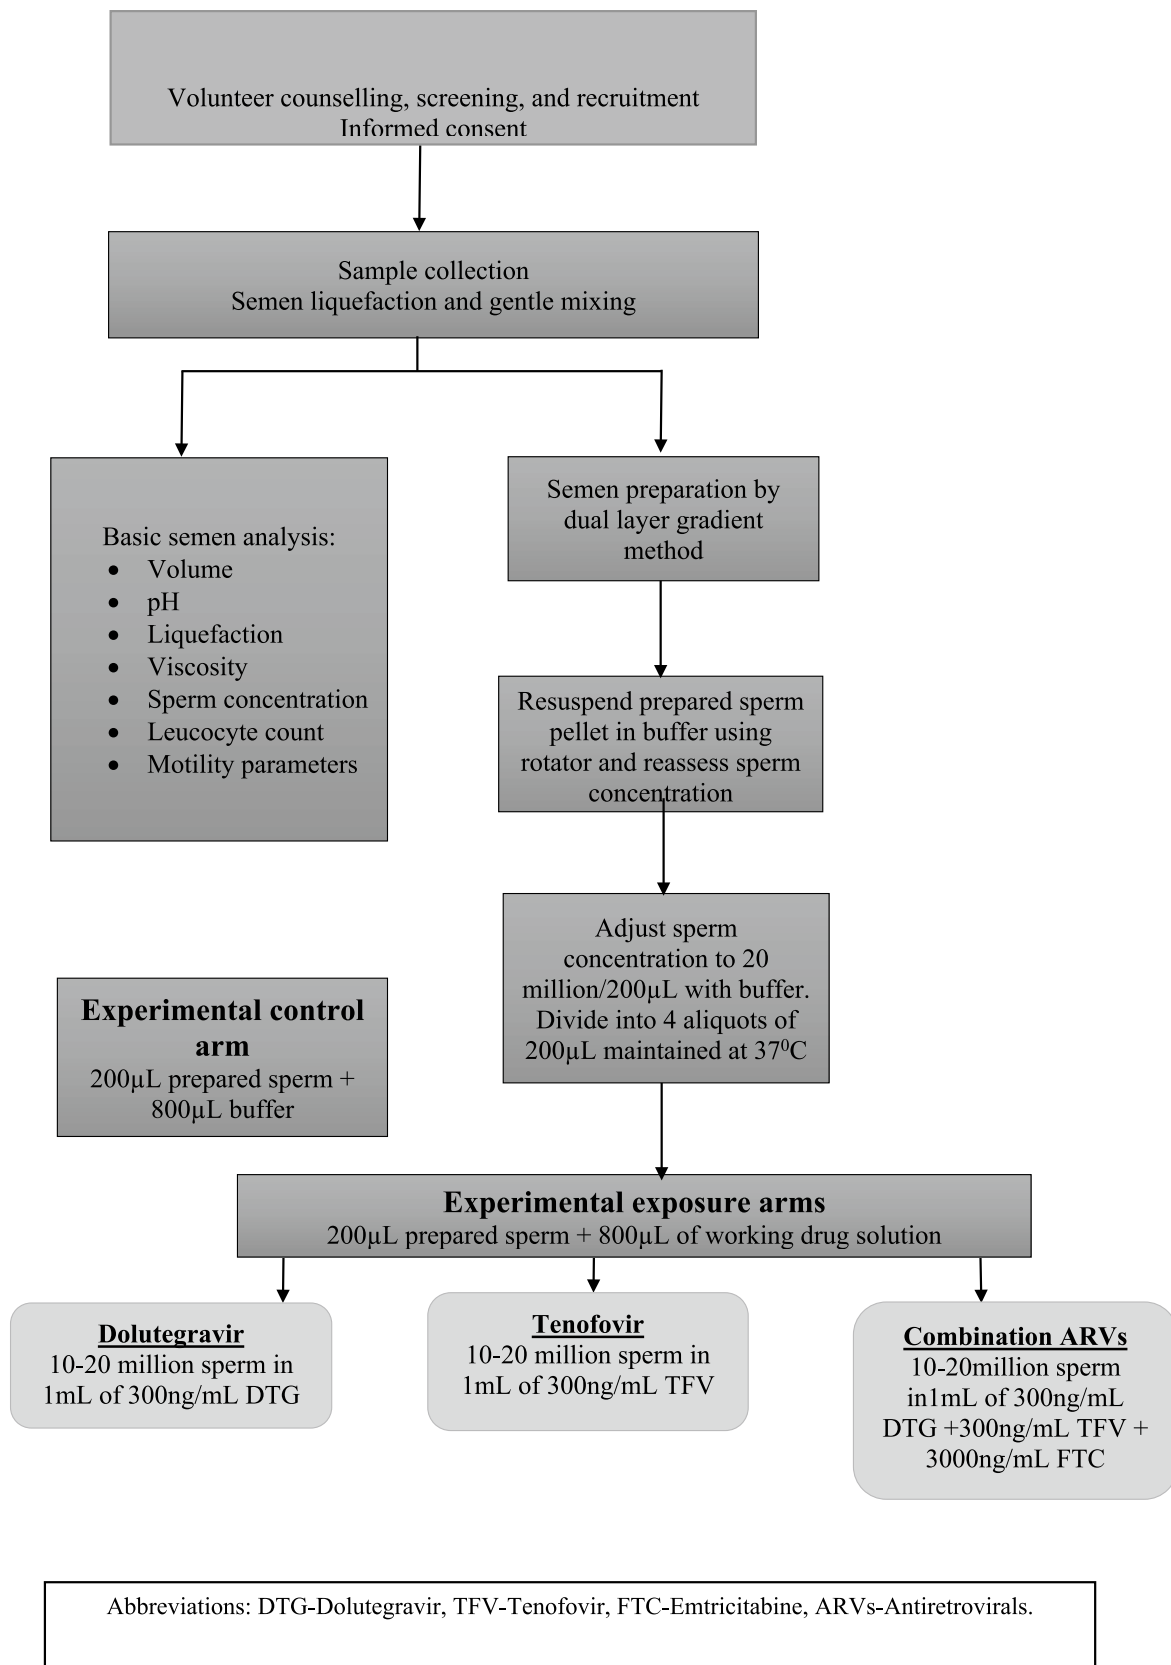 Volunteer counselling, screening, and recruitment
Informed consent
Sample collection
Semen liquefaction and gentle mixing
Basic semen analysis:
• Volume
• pH
• Liquefaction
• Viscosity
• Sperm concentration
• Leucocyte count
• Motility parameters
Semen preparation by
dual layer gradient
method
Resuspend prepared sperm
pellet in buffer using
rotator and reassess sperm
concentration
Adjust sperm
concentration to 20
million/200µL with buffer.
Divide into 4 aliquots of
200µL maintained at 37⁰C
Experimental control
arm
200µL prepared sperm +
800µL buffer
Experimental exposure arms
200µL prepared sperm + 800µL of working drug solution
Dolutegravir
10-20 million sperm in
1mL of 300ng/mL DTG
Tenofovir
10-20 million sperm in
1mL of 300ng/mL TFV
Combination ARVs
10-20million sperm
in1mL of 300ng/mL
DTG +300ng/mL TFV +
3000ng/mL FTC
Abbreviations: DTG-Dolutegravir, TFV-Tenofovir, FTC-Emtricitabine, ARVs-Antiretrovirals.